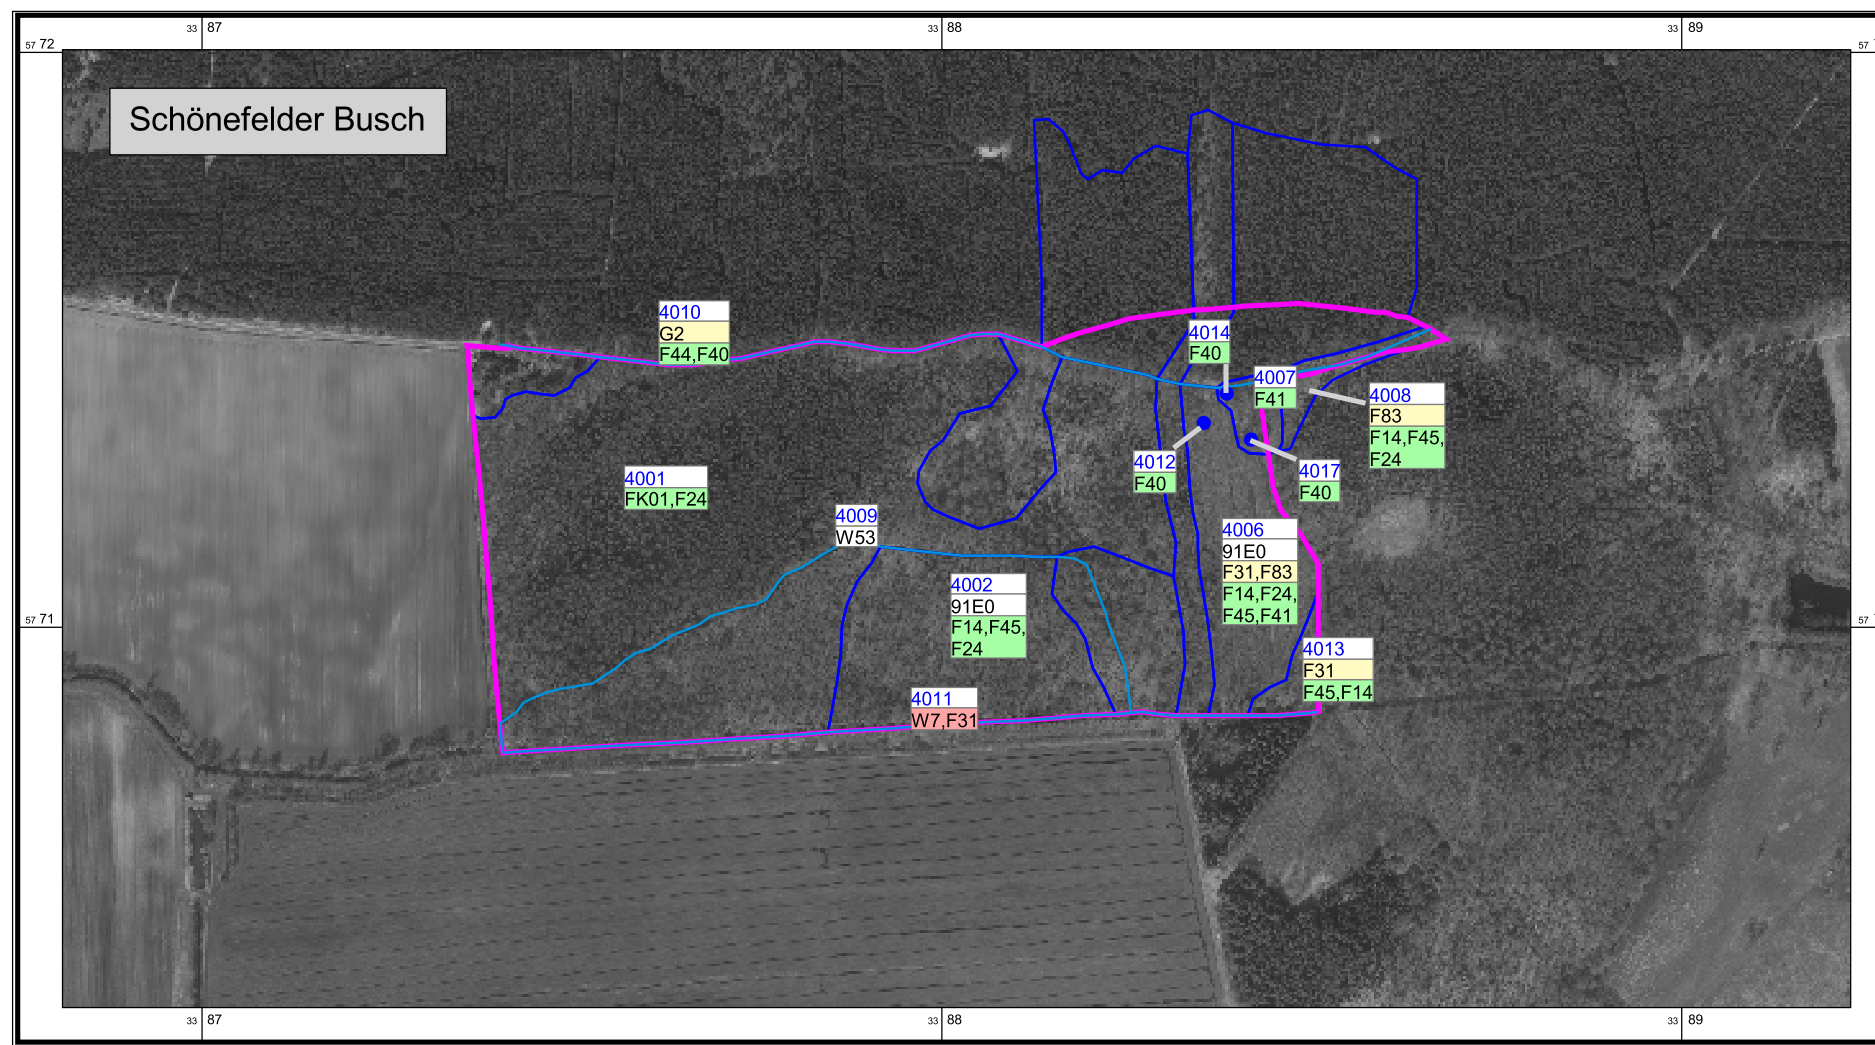 33 87
33 88
33 89
57 72
57
Schönefelder Busch
4010
G2
F44,F40
4014
F40
4007
F41
4008
F83
F14,F45,
F24
4012
F40
4017
F40
4001
FK01,F24
4009
W53
4006
91E0
F31,F83
F14,F24,
F45,F41
4002
91E0
F14,F45,
F24
57 71
57
4013
F31
F45,F14
4011
W7,F31
33 87
33 88
33 89